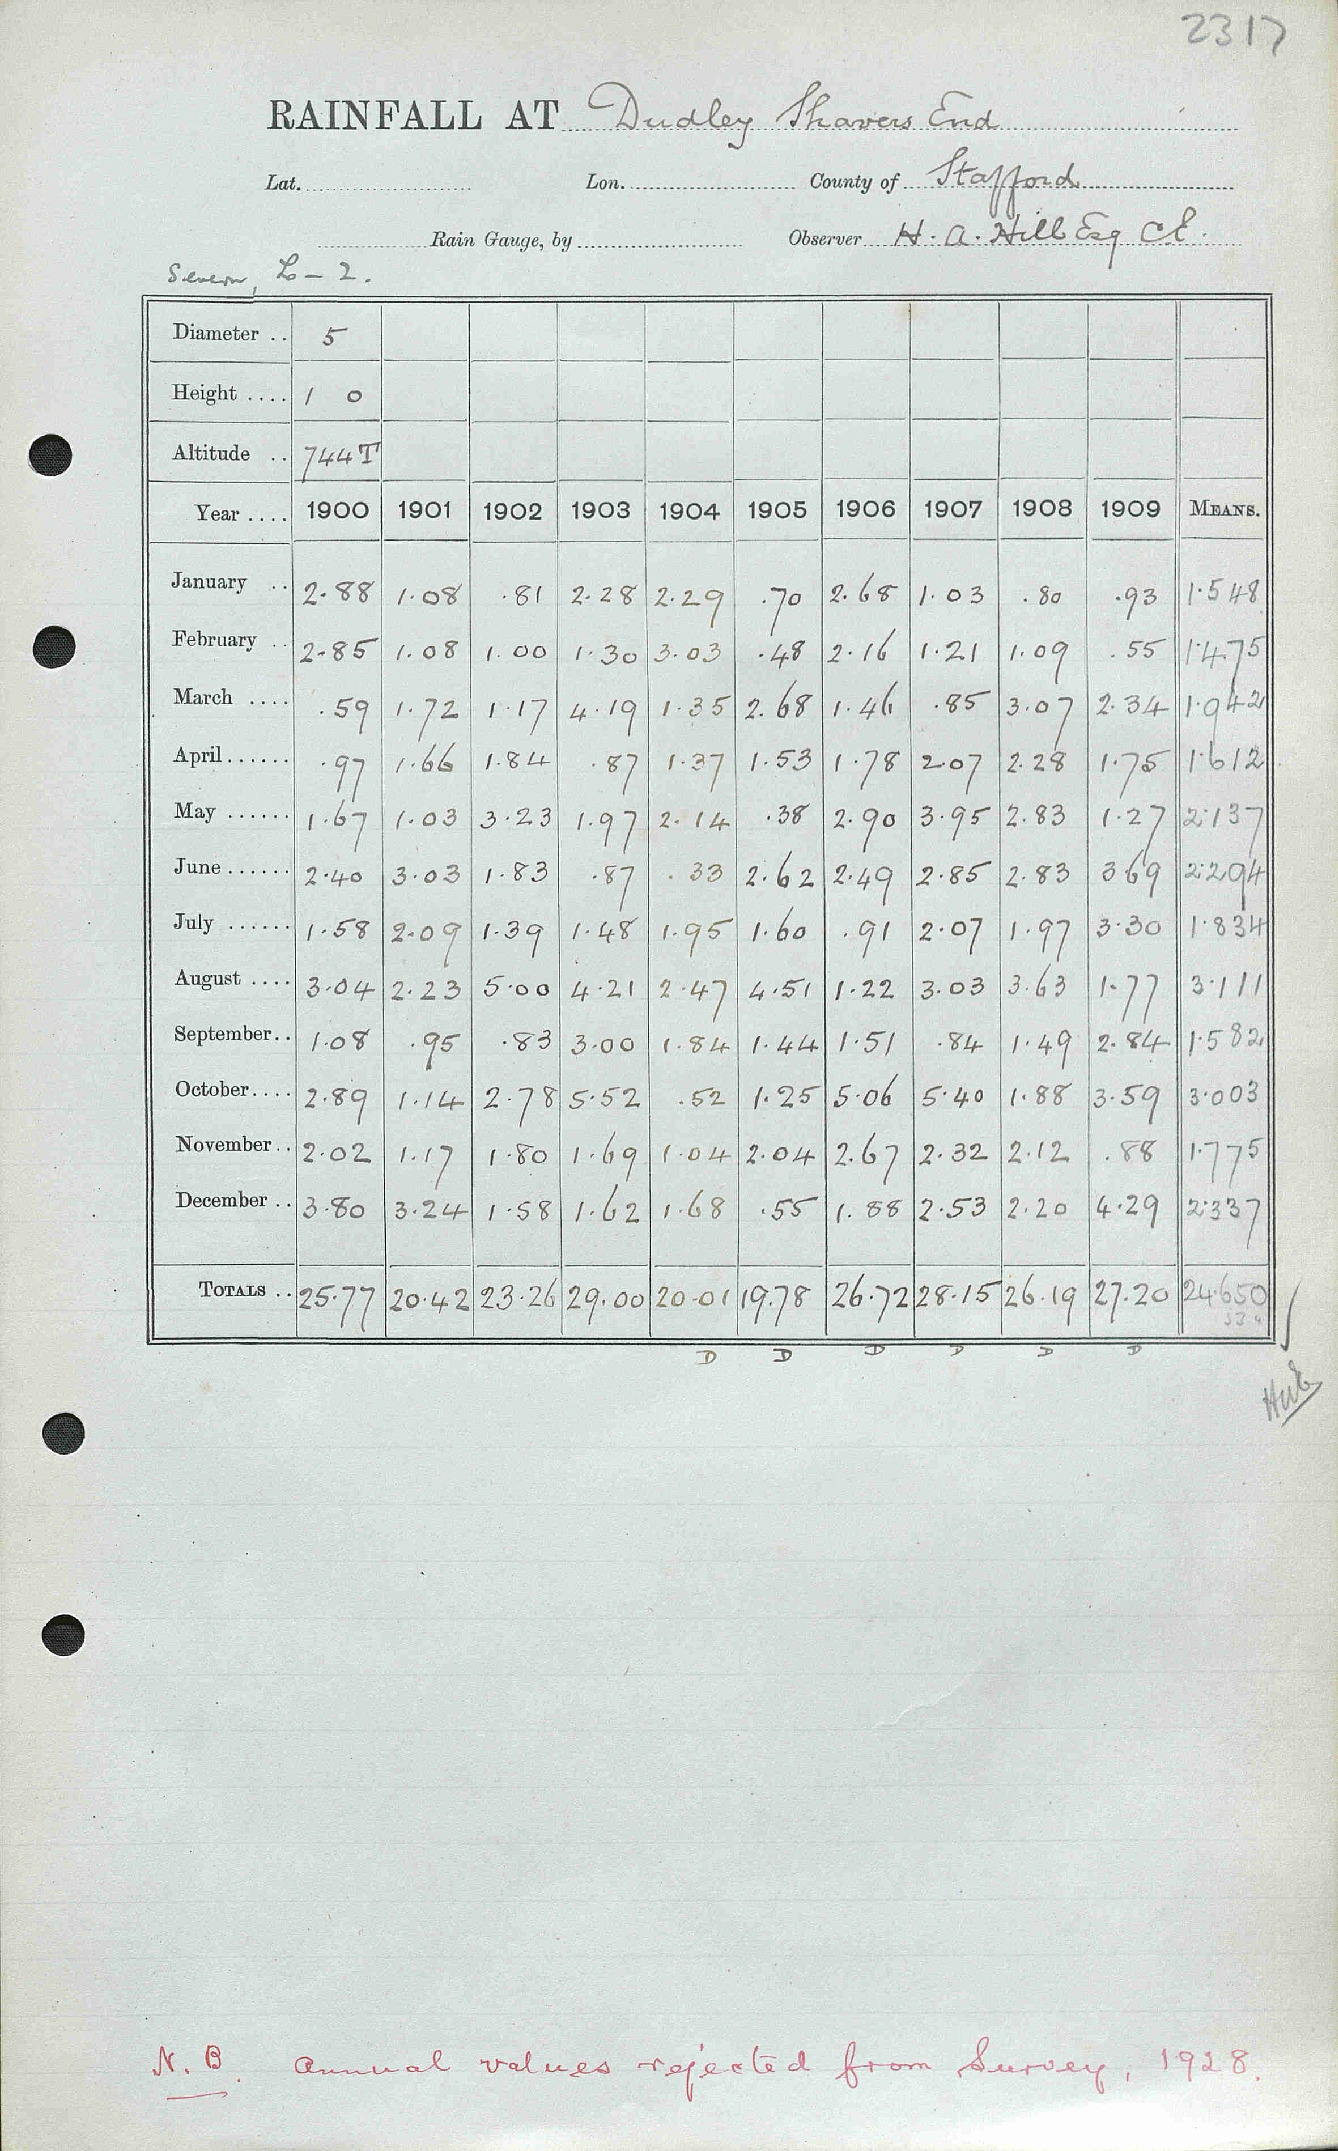 2317
RAINFALL AT Dudley Shavers End
Lat. Lon. County of Stafford
Rain Gauge, by Observer H. A. Hill Esq C E.
Severn, L - 2.
Diameter .. 5
Height .... 1 0
Altitude .. 744T
Year .... 1900 1901 1902 1903 1904 1905 1906 1907 1908 1909 MEANS.
January .. 2.88 1.08 .81 2.28 2.29 .70 2.68 1.03 .80 .93 1.548
February .. 2.85 1.08 1.00 1.30 3.03 .48 2.16 1.21 1.09 .55 1.475
March .... .59 1.72 1.17 4.19 1.35 2.68 1.46 .85 3.07 2.34 1.942
April ...... .97 1.66 1.84 .87 1.37 1.53 1.78 2.07 2.28 1.75 1.612
May ...... 1.67 1.03 3.23 1.97 2.14 .38 2.90 3.95 2.83 1.27 2.137
June ...... 2.40 3.03 1.83 .87 .33 2.62 2.49 2.85 2.83 3 69 2.294
July ...... 1.58 2.09 1.39 1.48 1.95 1.60 .91 2.07 1.97 3.30 1.834
August .... 3.04 2.23 5.00 4.21 2.47 4.51 1.22 3.03 3.63 1.77 3.111
September .. 1.08 .95 .83 3.00 1.84 1.44 1.51 .84 1.49 2.84 1.582
October .... 2.89 1.14 2.78 5.52 .52 1.25 5.06 5.40 1.88 3.59 3.003
November .. 2.02 1.17 1.80 1.69 1.04 2.04 2.67 2.32 2.12 .88 1.775
December .. 3.80 3.24 1.58 1.62 1.68 .55 1.88 2.53 2.20 4.29 2.337
TOTALS .. 25.77 20.42 23.26 29.00 20.01 19.78 26.72 28.15 26.19 27.20 24.650
D D D D D D
N. B. Annual values rejected from Survey, 1928.